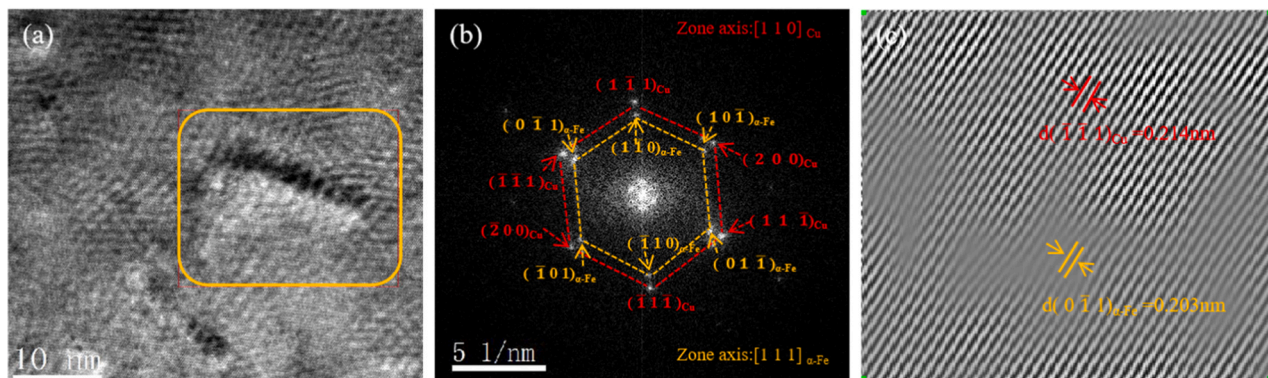 (a)
10 nm
(b)
Zone axis:[1 1 0] Cu
(1 1̄ 1)Cu
(0 1̄ 1)α-Fe
(1 0 1̄)α-Fe
(1 1̄ 0)α-Fe
(2 0 0)Cu
(1̄ 1̄ 1)Cu
(1 1 1̄)Cu
(2̄ 0 0)Cu
(1̄ 1 0)α-Fe
(1̄ 0 1)α-Fe
(0 1 1̄)α-Fe
(1̄ 1 1̄)Cu
5 1/nm
Zone axis:[1 1 1] α-Fe
(c)
d(1̄ 1̄ 1)Cu=0.214nm
d(0 1̄ 1)α-Fe=0.203nm